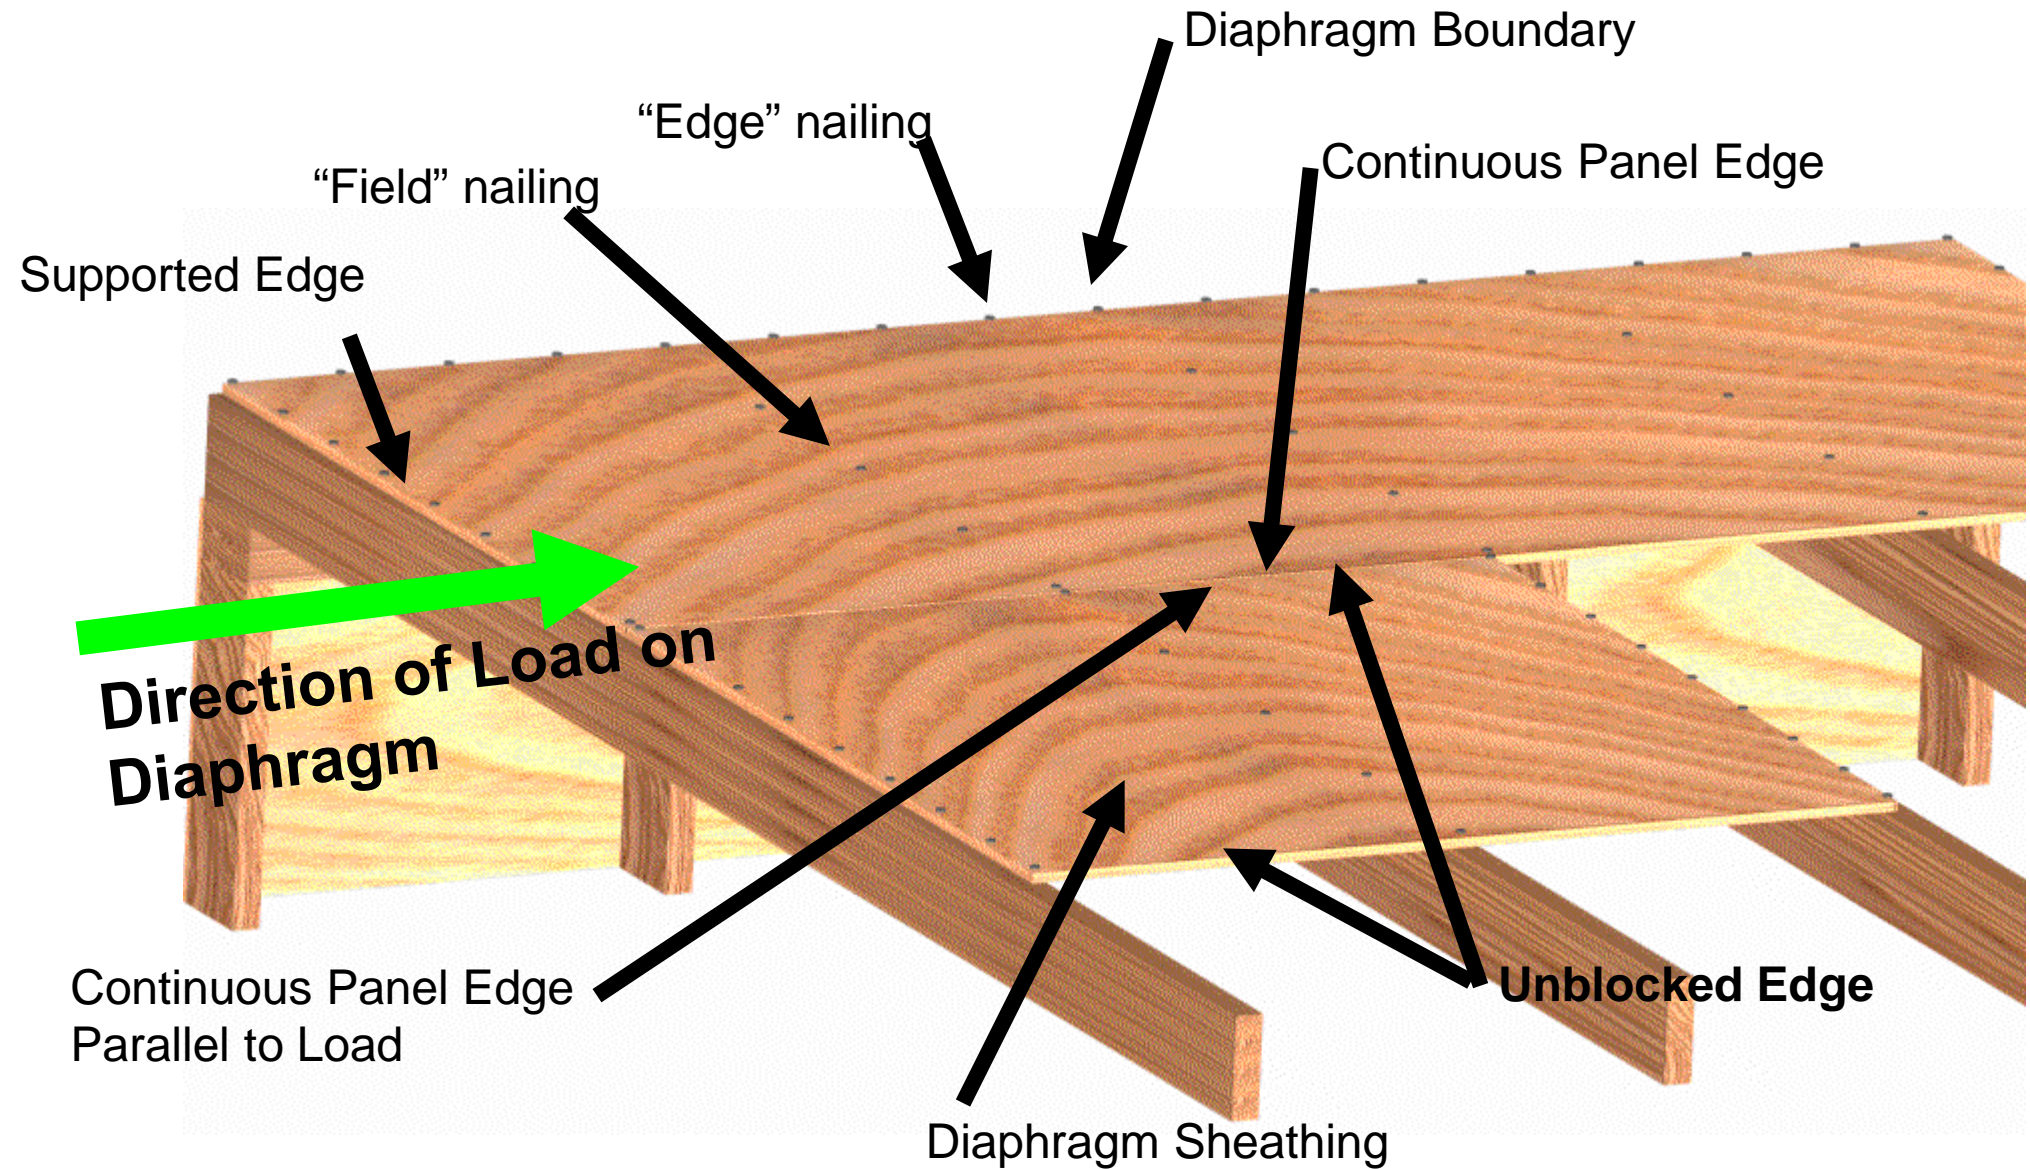 Diaphragm Boundary
“Edge” nailing
Continuous Panel Edge
“Field” nailing
Supported Edge
Direction of Load on
Diaphragm
Continuous Panel Edge
Parallel to Load
Unblocked Edge
Diaphragm Sheathing